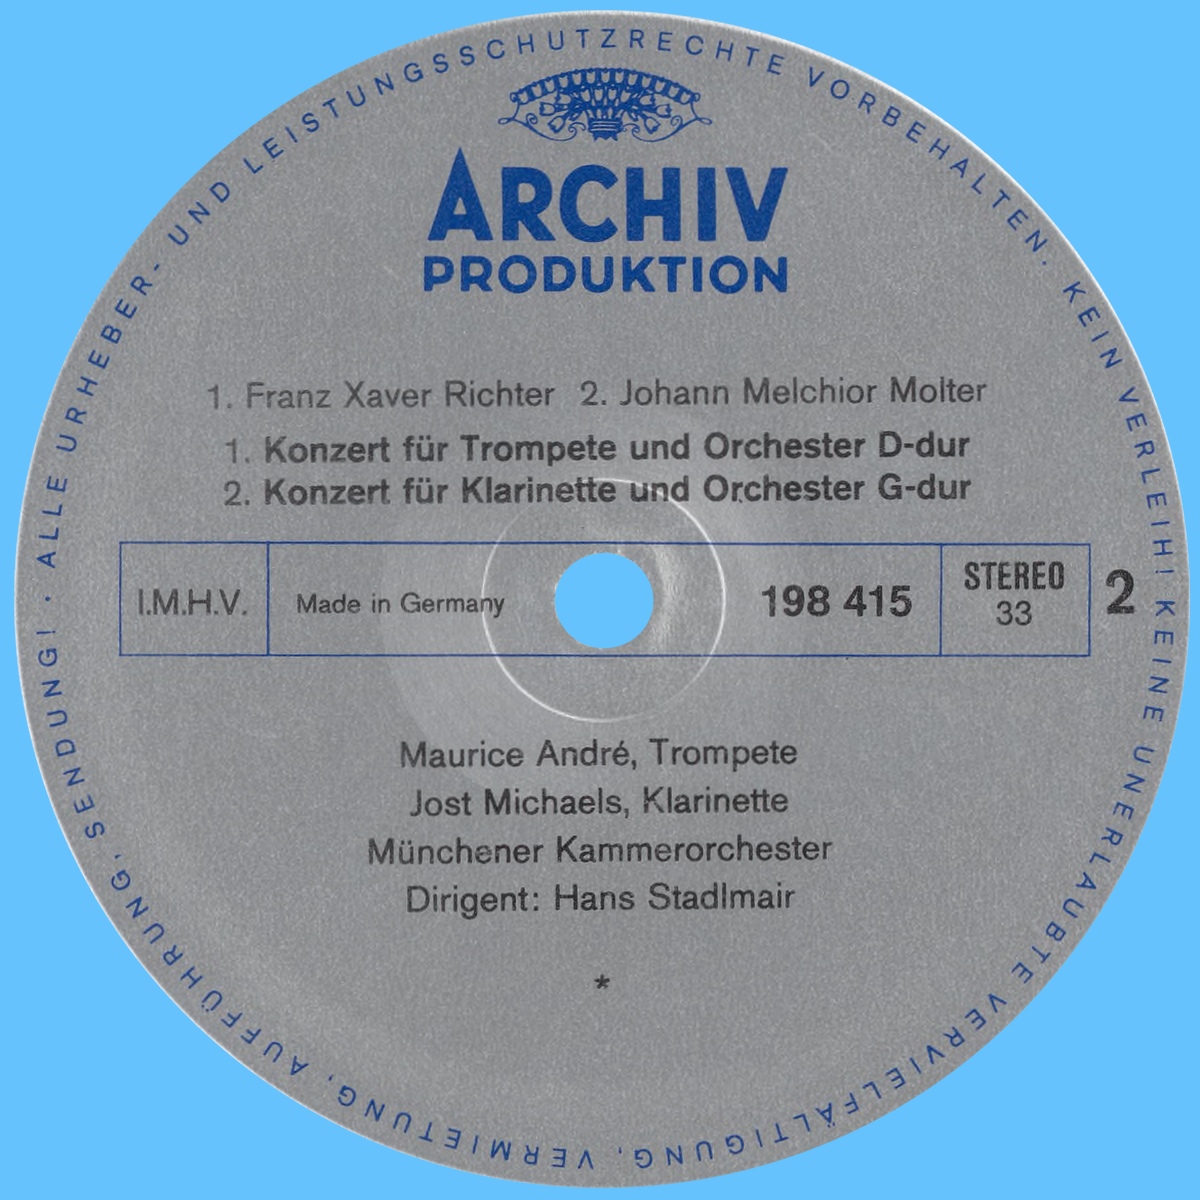 ALLE URHEBER- UND LEISTUNGSSCHUTZRECHTE VORBEHALTEN. KEIN VERLEIH! KEINE UNERLAUBTE VERVIELFÄLTIGUNG, VERMIETUNG, AUFFÜHRUNG, SENDUNG! ·
ARCHIV
PRODUKTION
1. Franz Xaver Richter 2. Johann Melchior Molter
1. Konzert für Trompete und Orchester D-dur
2. Konzert für Klarinette und Orchester G-dur
I.M.H.V.
Made in Germany
198 415
STEREO
33
2
Maurice André, Trompete
Jost Michaels, Klarinette
Münchener Kammerorchester
Dirigent: Hans Stadlmair
*